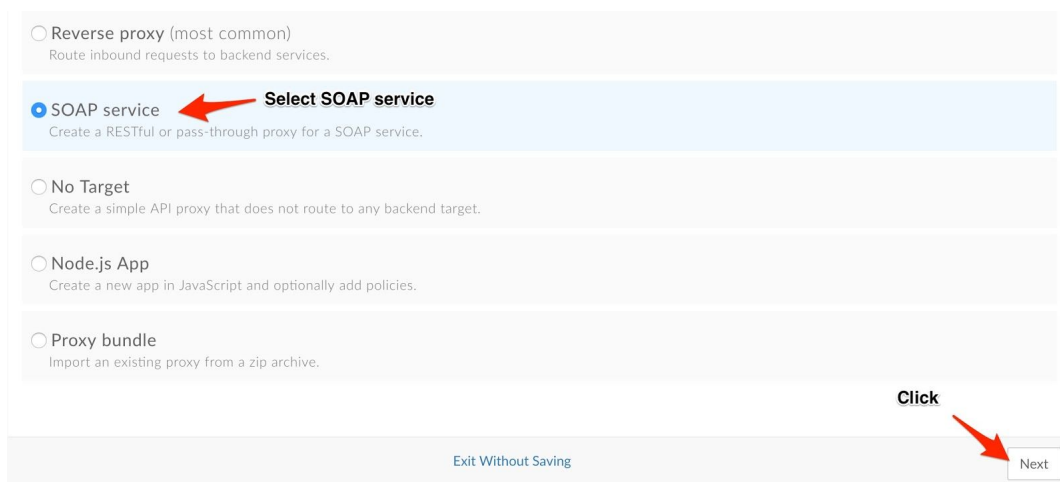 Reverse proxy (most common)
Route inbound requests to backend services.
SOAP service
Select SOAP service
Create a RESTful or pass-through proxy for a SOAP service.
No Target
Create a simple API proxy that does not route to any backend target.
Node.js App
Create a new app in JavaScript and optionally add policies.
Proxy bundle
Import an existing proxy from a zip archive.
Click
Exit Without Saving
Next